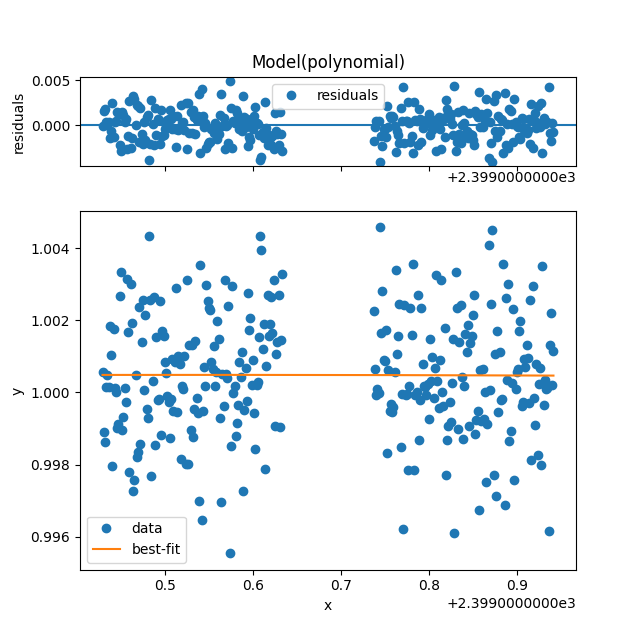 Model(polynomial)
0.005
0.000
residuals
residuals
+2.3990000000e3
1.004
1.002
1.000
0.998
0.996
y
data
best-fit
0.5 0.6 0.7 0.8 0.9
x
+2.3990000000e3